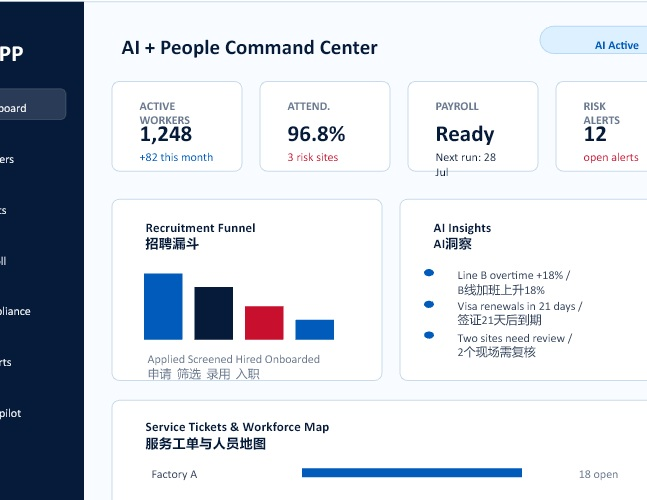 PP
AI + People Command Center
AI Active
board
ers
ts
ll
pliance
rts
pilot
ACTIVE
WORKERS
1,248
+82 this month
ATTEND.
96.8%
3 risk sites
PAYROLL
Ready
Next run: 28
Jul
RISK
ALERTS
12
open alerts
Recruitment Funnel
招聘漏斗
Applied Screened Hired Onboarded
申请 筛选 录用 入职
AI Insights
AI洞察
Line B overtime +18% /
B线加班上升18%
Visa renewals in 21 days /
签证21天后到期
Two sites need review /
2个现场需复核
Service Tickets & Workforce Map
服务工单与人员地图
Factory A
18 open